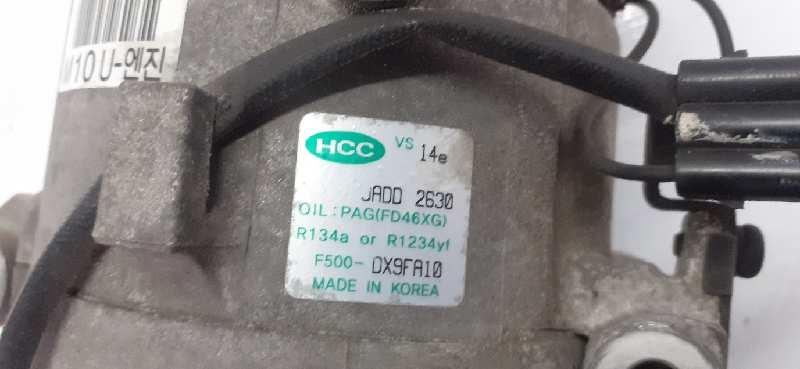 M10 U-엔진
HCC VS 14e
JADD 2630
OIL : PAG(FD46XG)
R134a or R1234yf
F500- DX9FA10
MADE IN KOREA